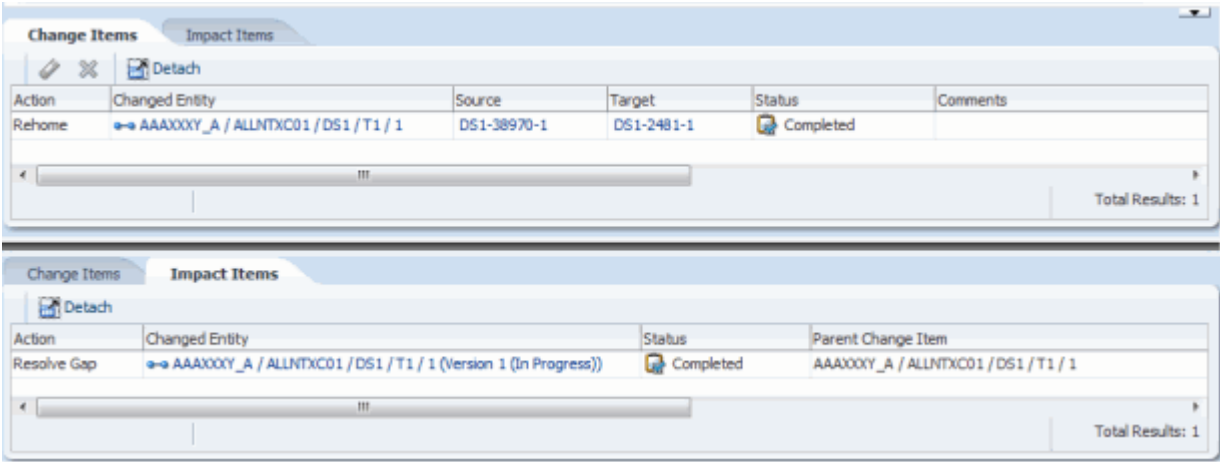 Change Items Impact Items
Detach
Action Changed Entity Source Target Status Comments
Rehome AAAXXXY_A / ALLNTXC01 / DS1 / T1 / 1 DS1-38970-1 DS1-2481-1 Completed
Total Results: 1
Change Items Impact Items
Detach
Action Changed Entity Status Parent Change Item
Resolve Gap AAAXXXY_A / ALLNTXC01 / DS1 / T1 / 1 (Version 1 (In Progress)) Completed AAAXXXY_A / ALLNTXC01 / DS1 / T1 / 1
Total Results: 1